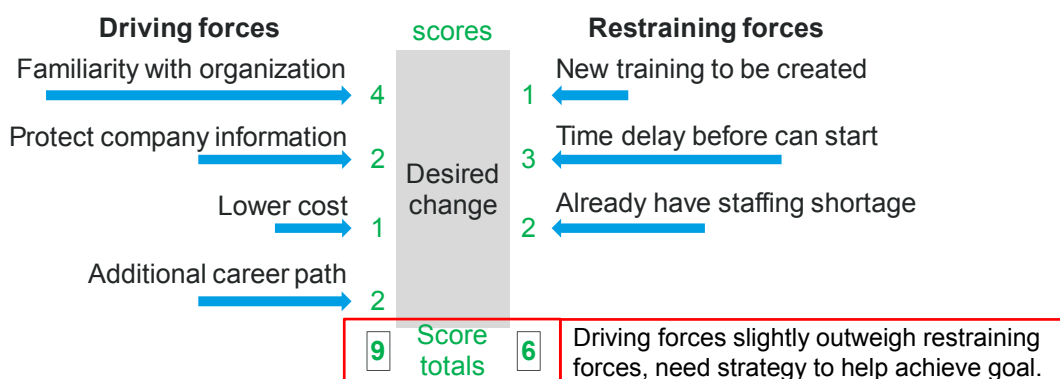 Driving forces
scores
Restraining forces
Familiarity with organization
4
1
New training to be created
Protect company information
2
3
Time delay before can start
Desired
change
Lower cost
1
2
Already have staffing shortage
Additional career path
2
9
Score
totals
6
Driving forces slightly outweigh restraining
forces, need strategy to help achieve goal.